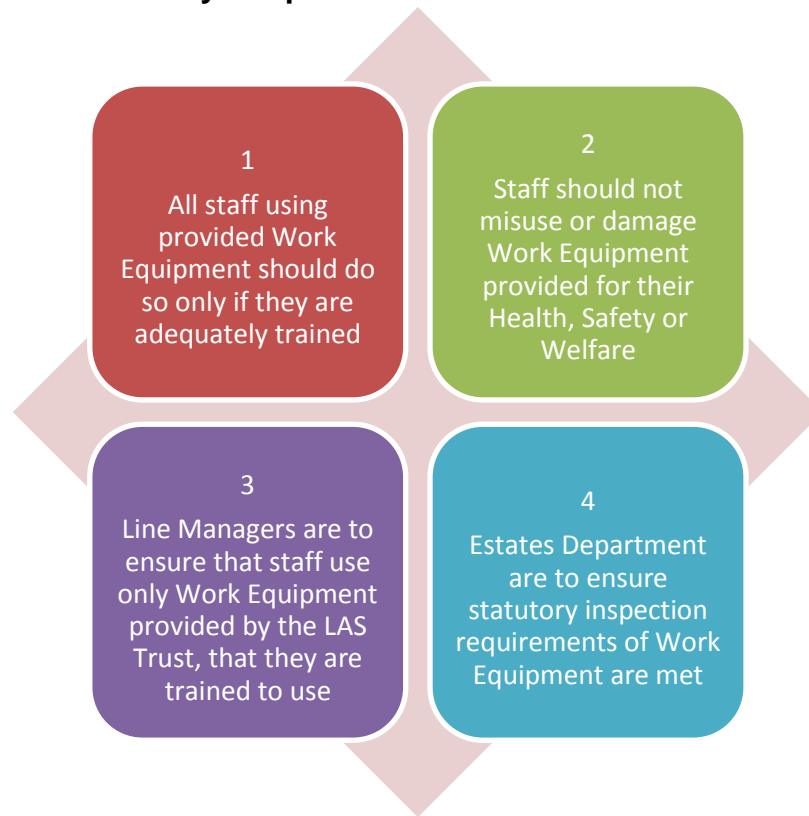 1
All staff using
provided Work
Equipment should do
so only if they are
adequately trained
2
Staff should not
misuse or damage
Work Equipment
provided for their
Health, Safety or
Welfare
3
Line Managers are to
ensure that staff use
only Work Equipment
provided by the LAS
Trust, that they are
trained to use
4
Estates Department
are to ensure
statutory inspection
requirements of Work
Equipment are met